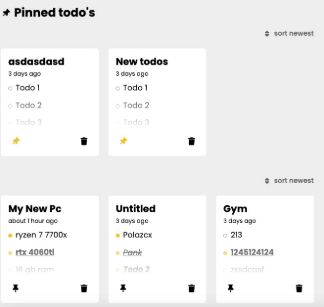 Pinned todo's
sort newest
asdasdasd
3 days ago
Todo 1
Todo 2
Todo 3
New todos
3 days ago
Todo 1
Todo 2
Todo 3
sort newest
My New Pc
about 1 hour ago
ryzen 7 7700x
rtx 4060ti
16 gb ram
Untitled
3 days ago
Polozcx
Pank
Todo 3
Gym
3 days ago
213
1245124124